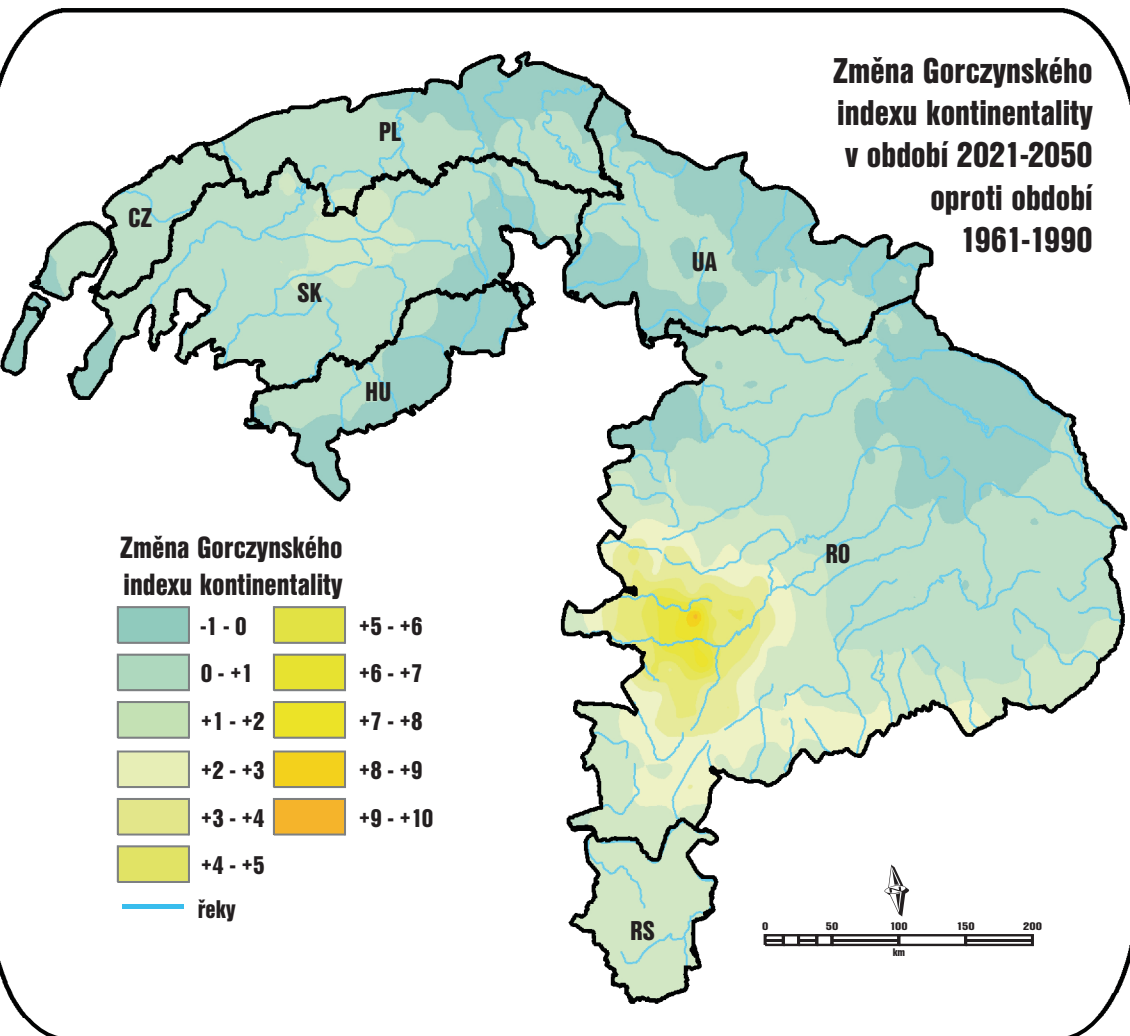 Změna Gorczynského
indexu kontinentality
v období 2021-2050
oproti období
1961-1990
PL
CZ
UA
SK
HU
RO
RS
Změna Gorczynského
indexu kontinentality
-1 - 0
0 - +1
+1 - +2
+2 - +3
+3 - +4
+4 - +5
řeky
+5 - +6
+6 - +7
+7 - +8
+8 - +9
+9 - +10
0 50 100 150 200
km